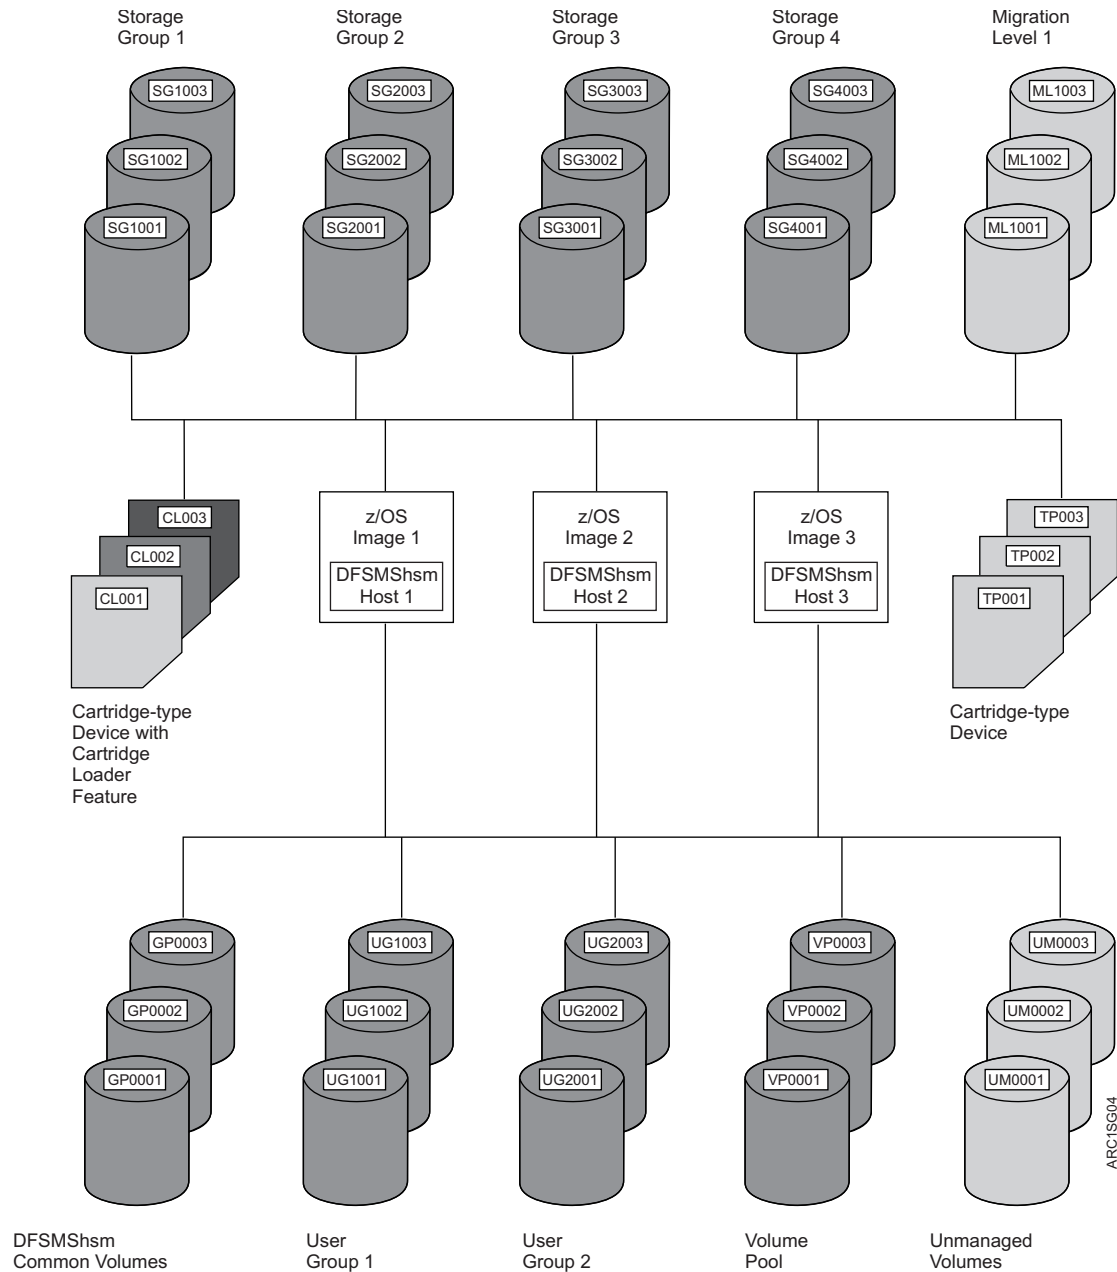 Storage
Group 1
Storage
Group 2
Storage
Group 3
Storage
Group 4
Migration
Level 1
SG1003
SG2003
SG3003
SG4003
ML1003
SG1002
SG2002
SG3002
SG4002
ML1002
SG1001
SG2001
SG3001
SG4001
ML1001
CL003
CL002
CL001
Cartridge-type
Device with
Cartridge
Loader
Feature
z/OS
Image 1
DFSMShsm
Host 1
z/OS
Image 2
DFSMShsm
Host 2
z/OS
Image 3
DFSMShsm
Host 3
TP003
TP002
TP001
Cartridge-type
Device
GP0003
UG1003
UG2003
VP0003
UM0003
GP0002
UG1002
UG2002
VP0002
UM0002
GP0001
UG1001
UG2001
VP0001
UM0001
ARC1SG04
DFSMShsm
Common Volumes
User
Group 1
User
Group 2
Volume
Pool
Unmanaged
Volumes